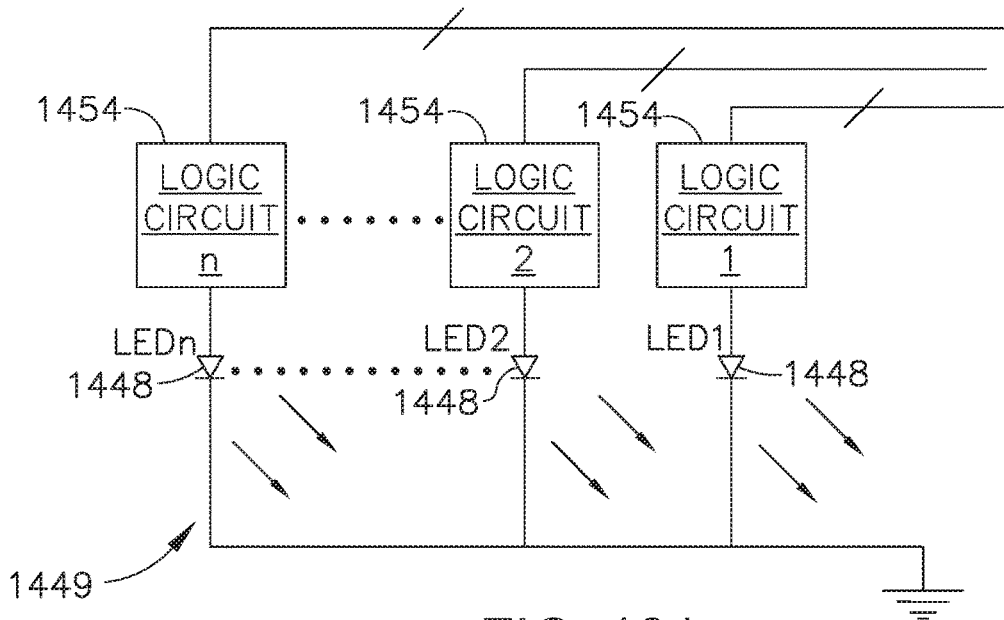 1454
1454
1454
LOGIC
CIRCUIT
n
LOGIC
CIRCUIT
2
LOGIC
CIRCUIT
1
LEDn
LED2
LED1
1448
1448
1448
1449